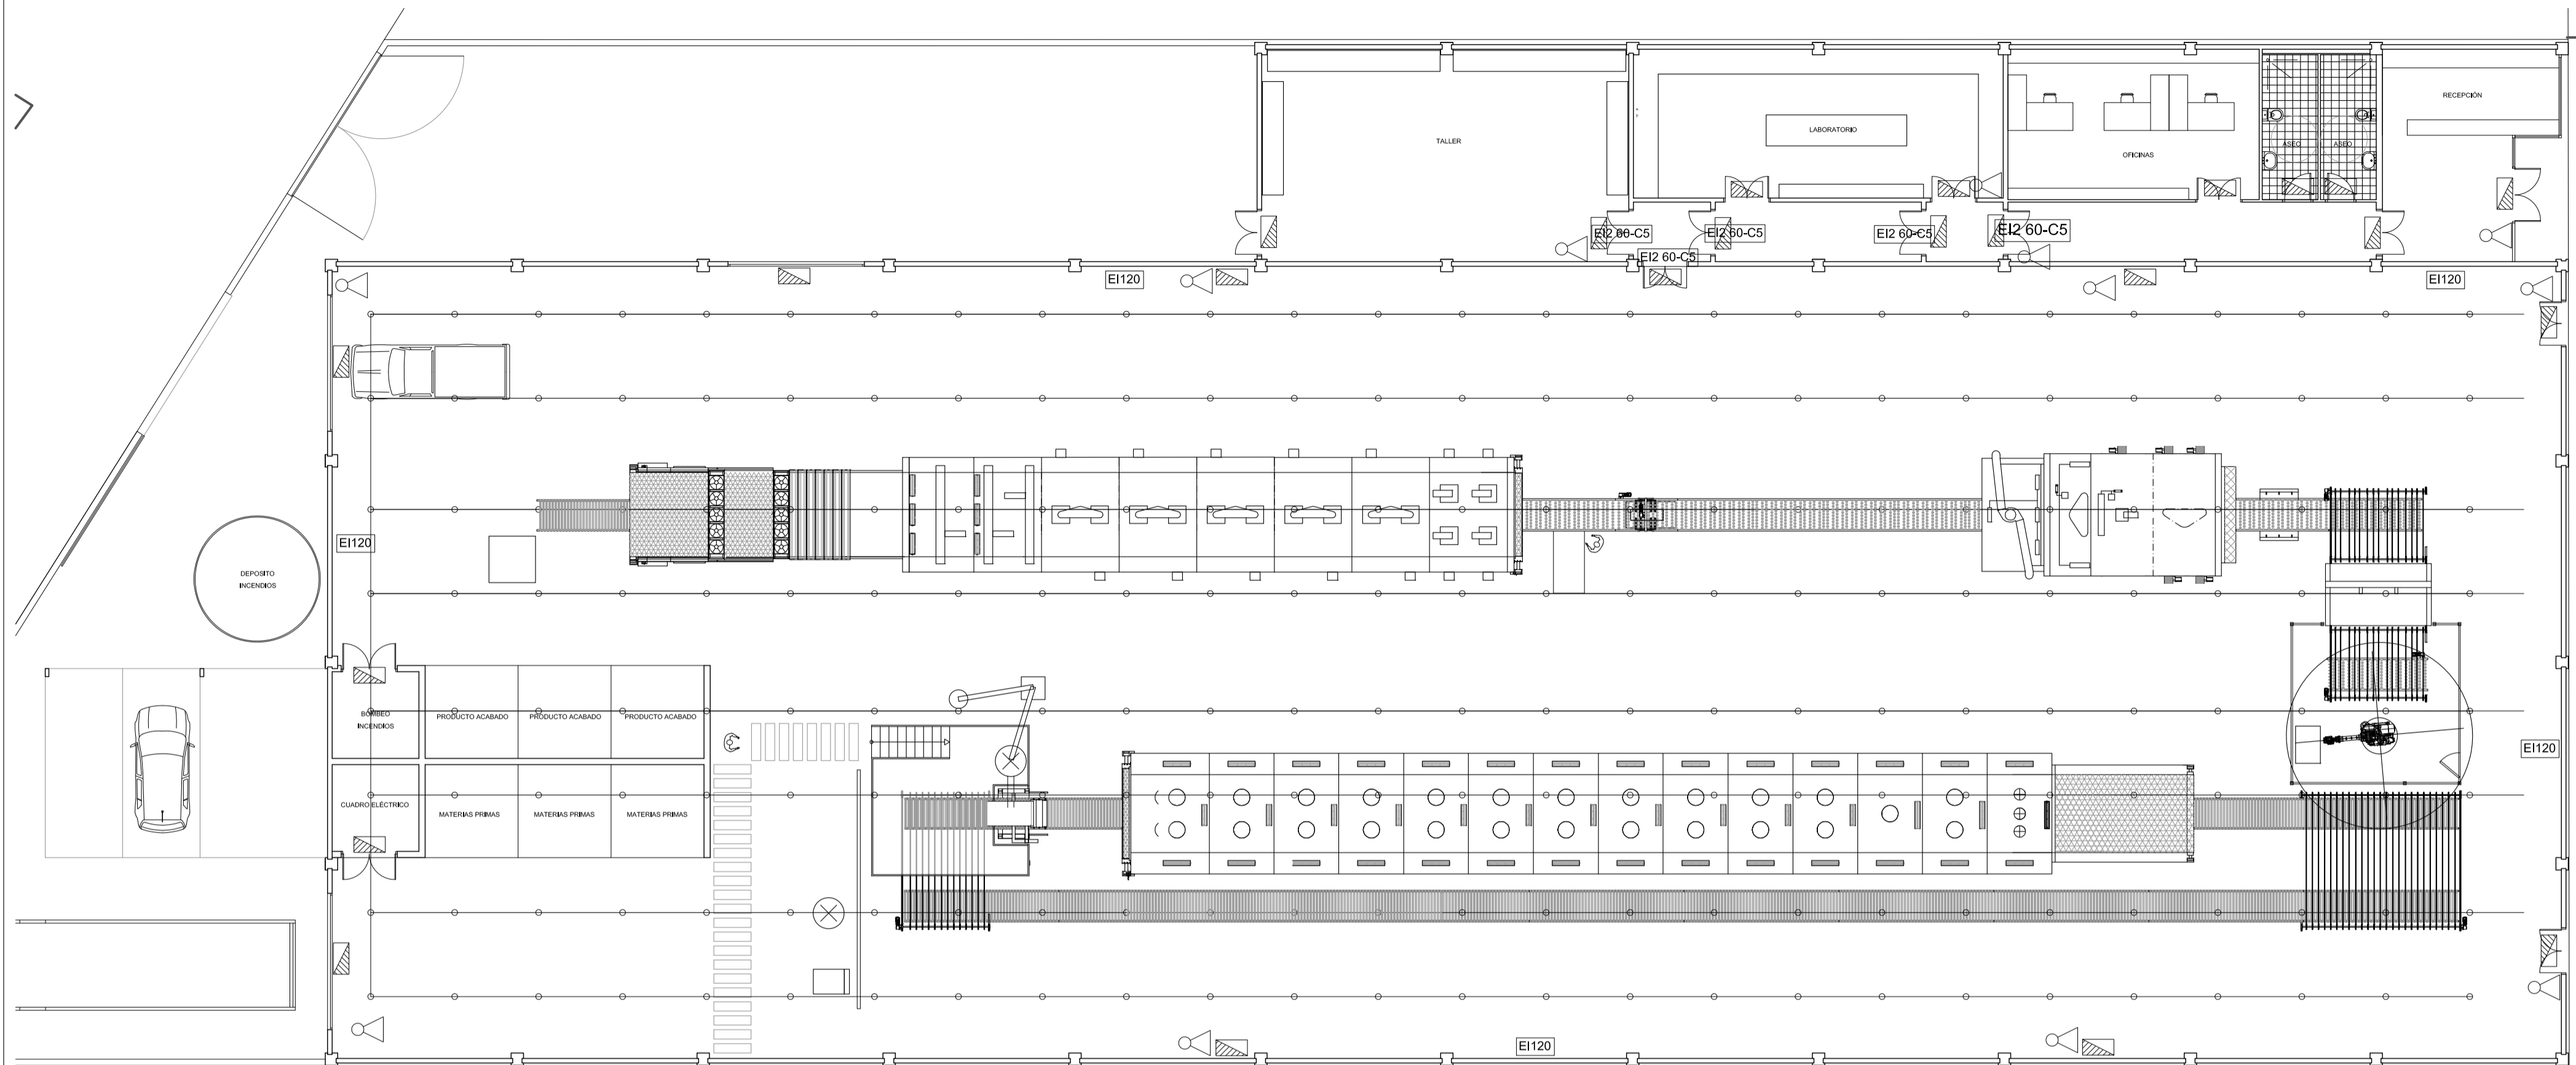 RECEPCIÓN
LABORATORIO
TALLER
ASEO
ASEO
OFICINAS
EI2 60-C5
EI2 60-C5
EI2 60-C5
EI2 60-C5
EI2 60-C5
EI120
EI120
EI120
DEPOSITO
INCENDIOS
BOMBEO
INCENDIOS
PRODUCTO ACABADO
PRODUCTO ACABADO
PRODUCTO ACABADO
EI120
CUADRO ELÉCTRICO
MATERIAS PRIMAS
MATERIAS PRIMAS
MATERIAS PRIMAS
EI120